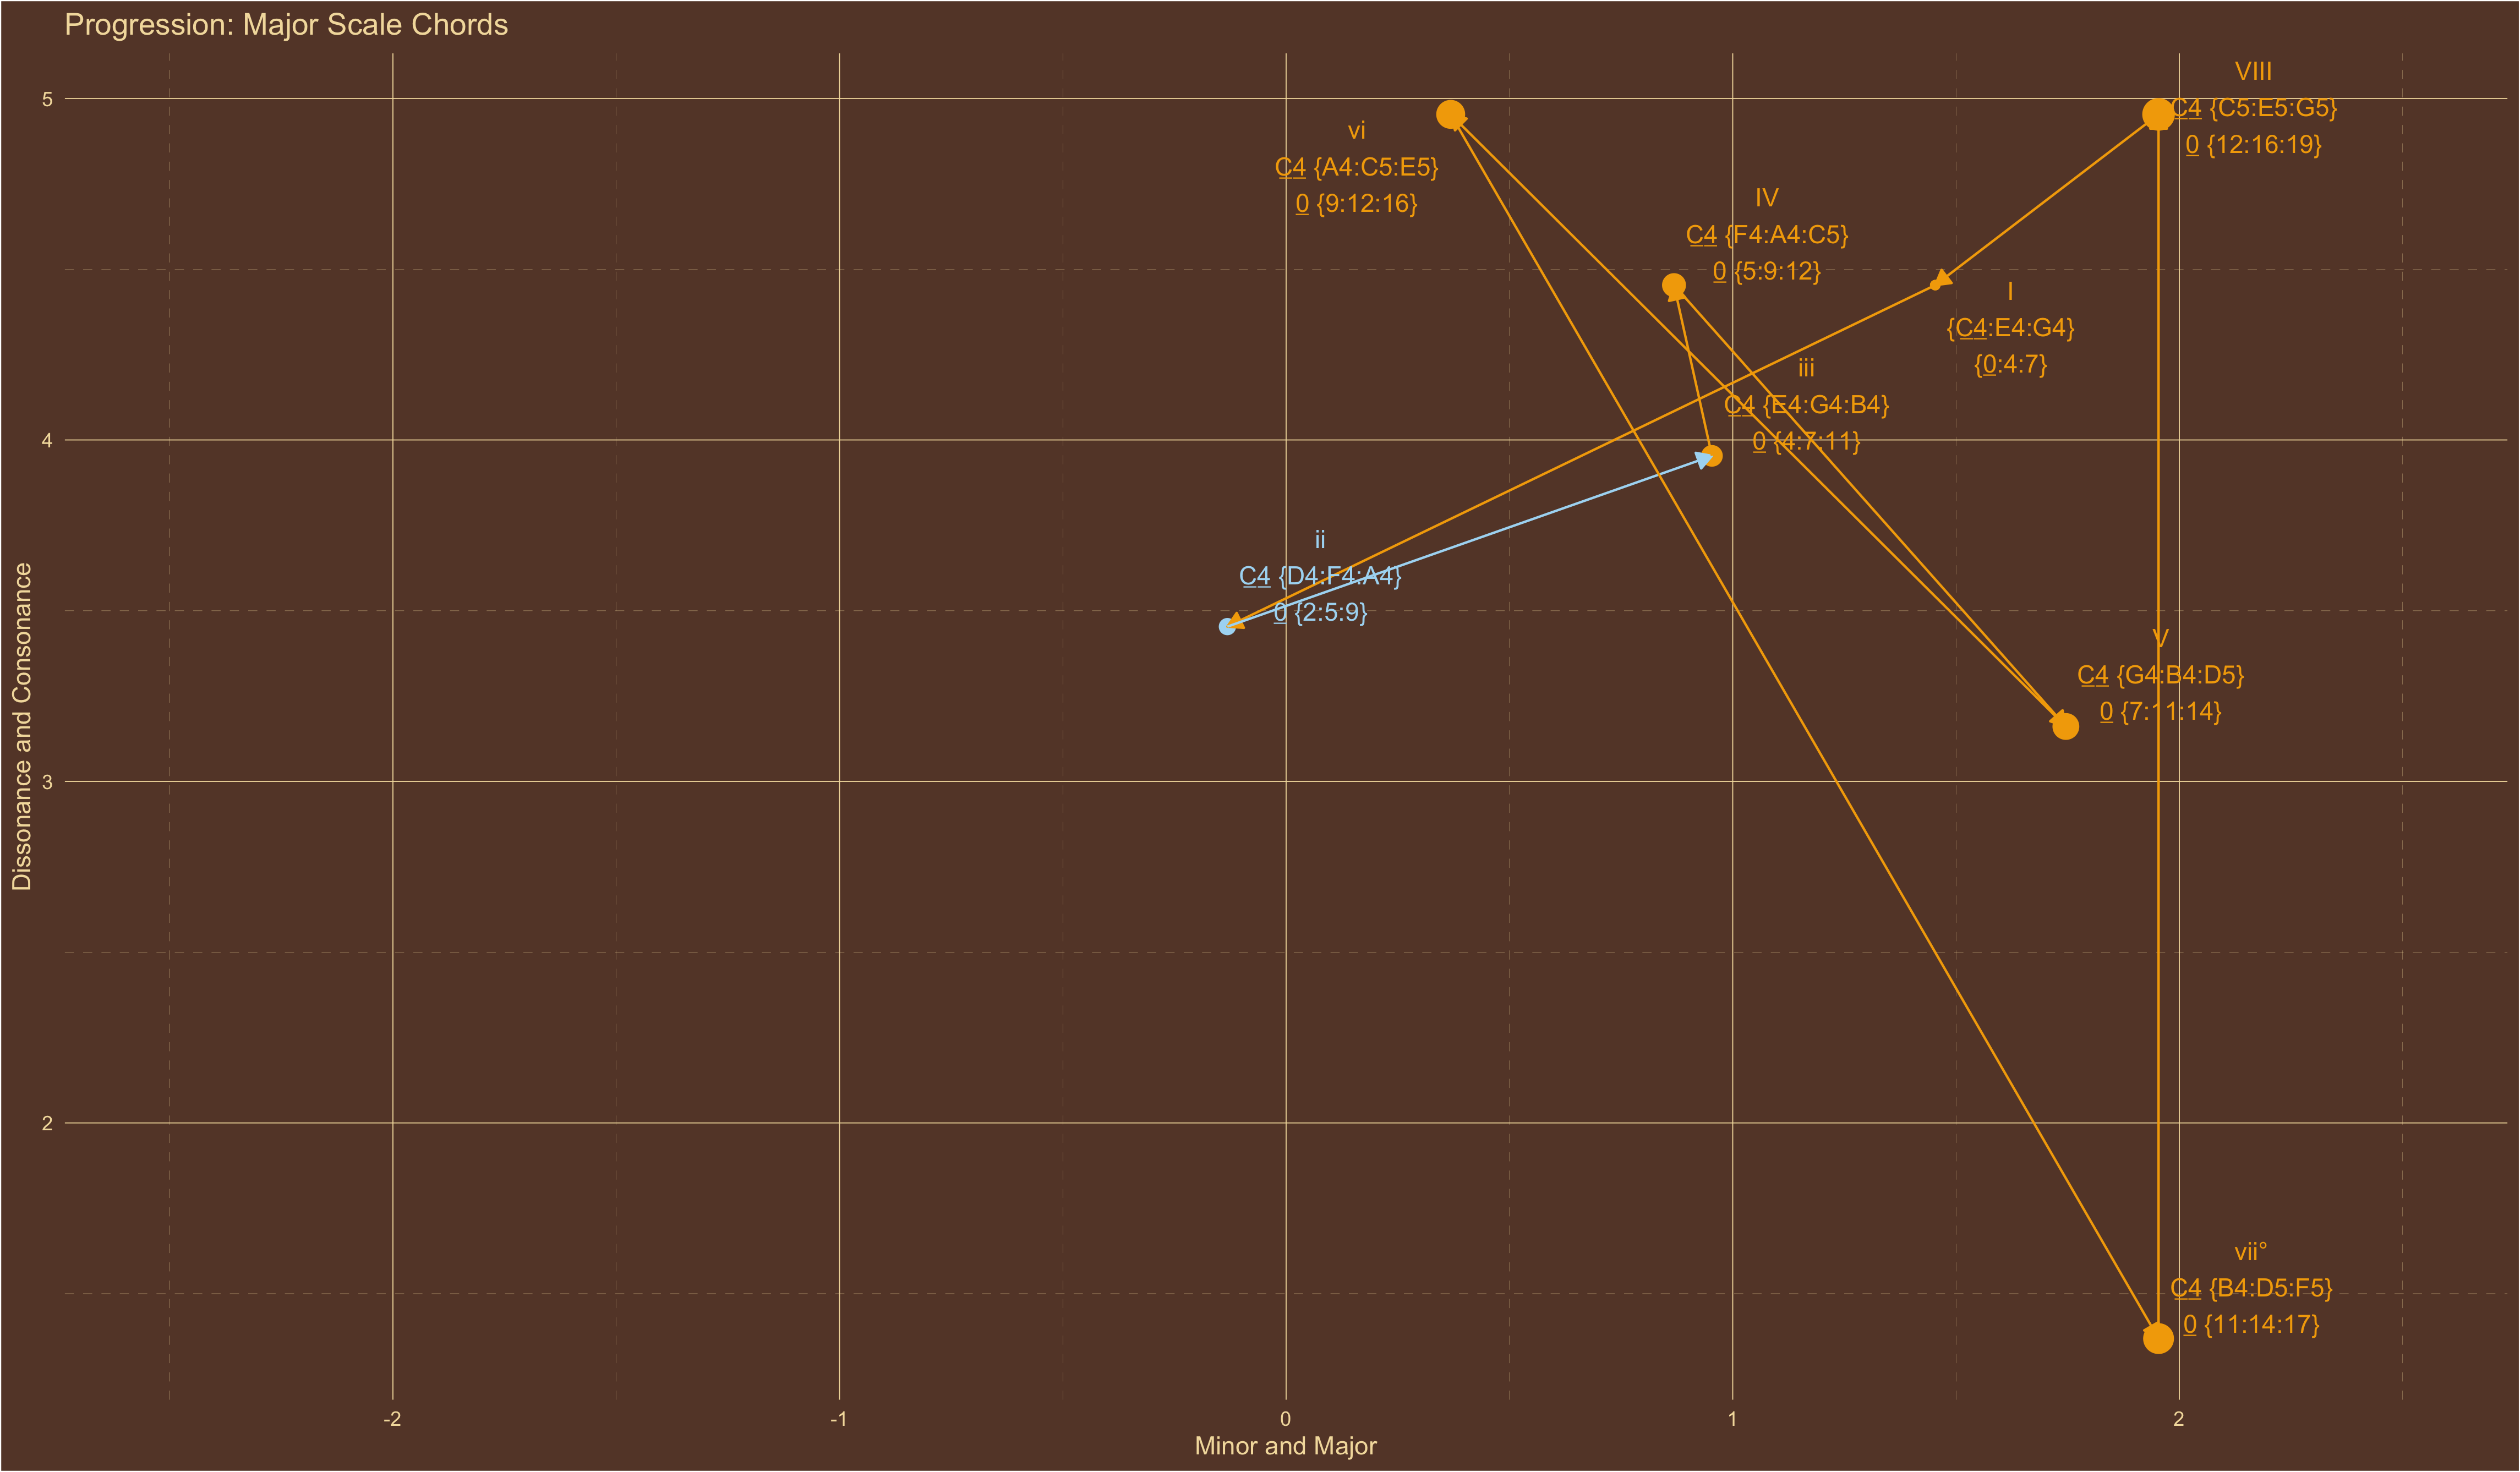 Progression: Major Scale Chords
VIII
C4 {C5:E5:G5}
0 {12:16:19}
vi
C4 {A4:C5:E5}
0 {9:12:16}
IV
C4 {F4:A4:C5}
0 {5:9:12}
I
{C4:E4:G4}
{0:4:7}
iii
C4 {E4:G4:B4}
0 {4:7:11}
ii
C4 {D4:F4:A4}
0 {2:5:9}
V
C4 {G4:B4:D5}
0 {7:11:14}
vii°
C4 {B4:D5:F5}
0 {11:14:17}
5
4
3
2
Dissonance and Consonance
-2
-1
0
1
2
Minor and Major